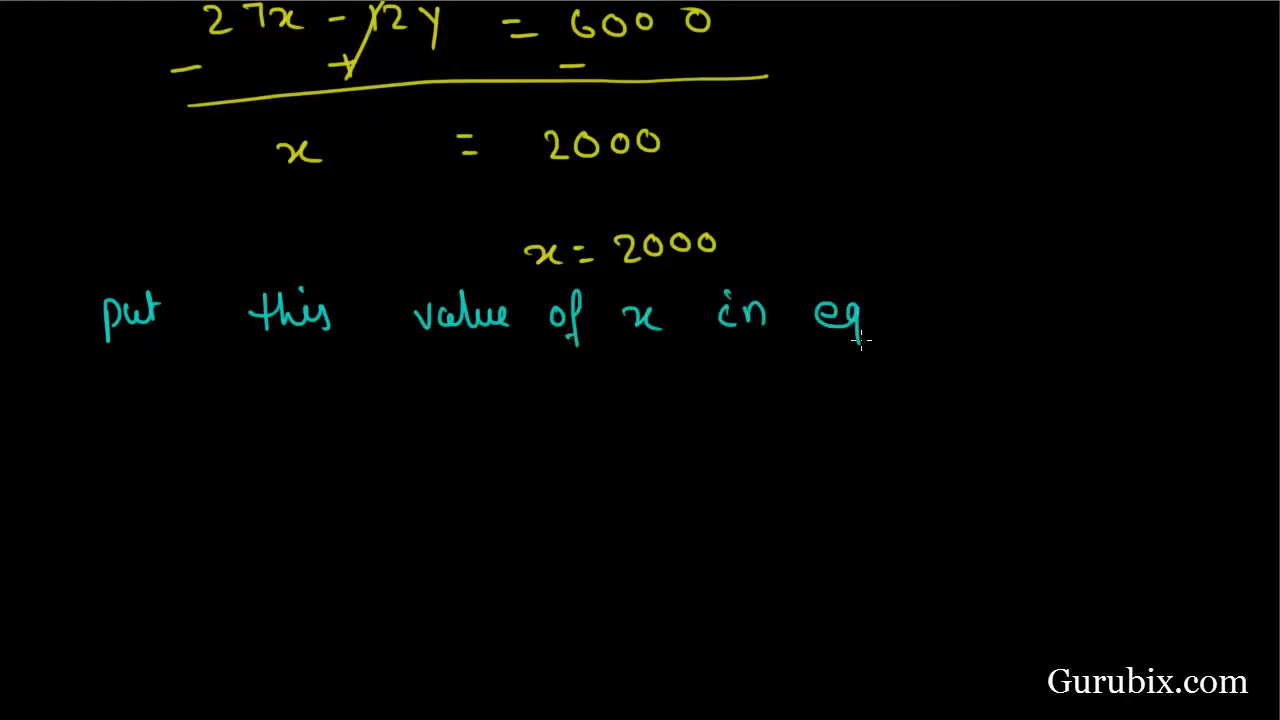 27x - 12y = 6000
- + -
x = 2000
x = 2000
put this value of x in eq
Gurubix.com